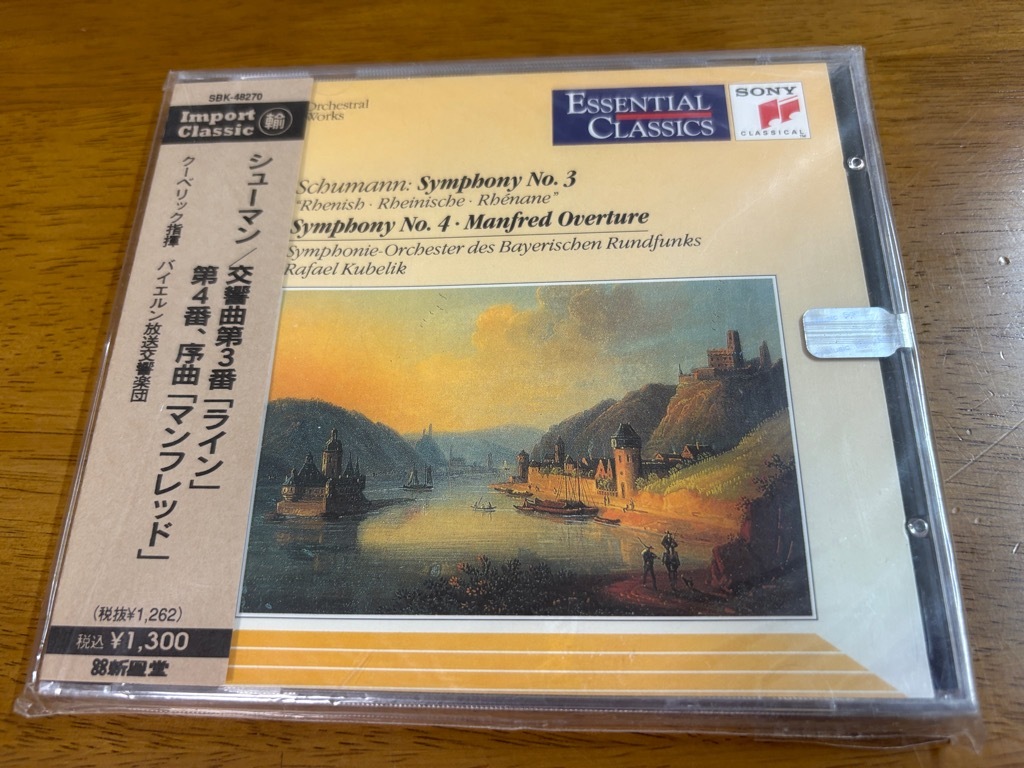 SBK-48270
Import
Classic
輸
シューマン／交響曲第3番「ライン」
第4番、序曲「マンフレッド」
クーベリック指揮 バイエルン放送交響楽団
(税抜¥1,262)
税込 ¥1,300
新星堂
Orchestral
Works
ESSENTIAL
CLASSICS
SONY
CLASSICAL
Schumann: Symphony No. 3
"Rhenish · Rheinische · Rhénane"
Symphony No. 4 · Manfred Overture
Symphonie-Orchester des Bayerischen Rundfunks
Rafael Kubelik